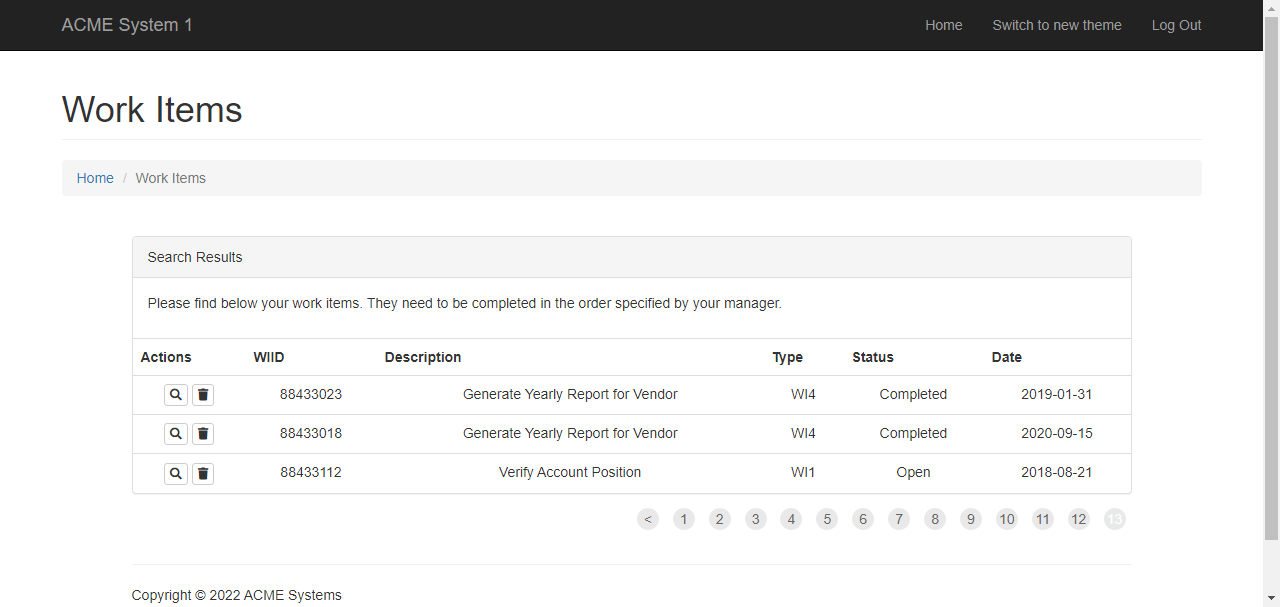 ACME System 1 Home Switch to new theme Log Out
Work Items
Home / Work Items
Search Results
Please find below your work items. They need to be completed in the order specified by your manager.
Actions WIID Description Type Status Date
88433023 Generate Yearly Report for Vendor WI4 Completed 2019-01-31
88433018 Generate Yearly Report for Vendor WI4 Completed 2020-09-15
88433112 Verify Account Position WI1 Open 2018-08-21
< 1 2 3 4 5 6 7 8 9 10 11 12 13
Copyright © 2022 ACME Systems